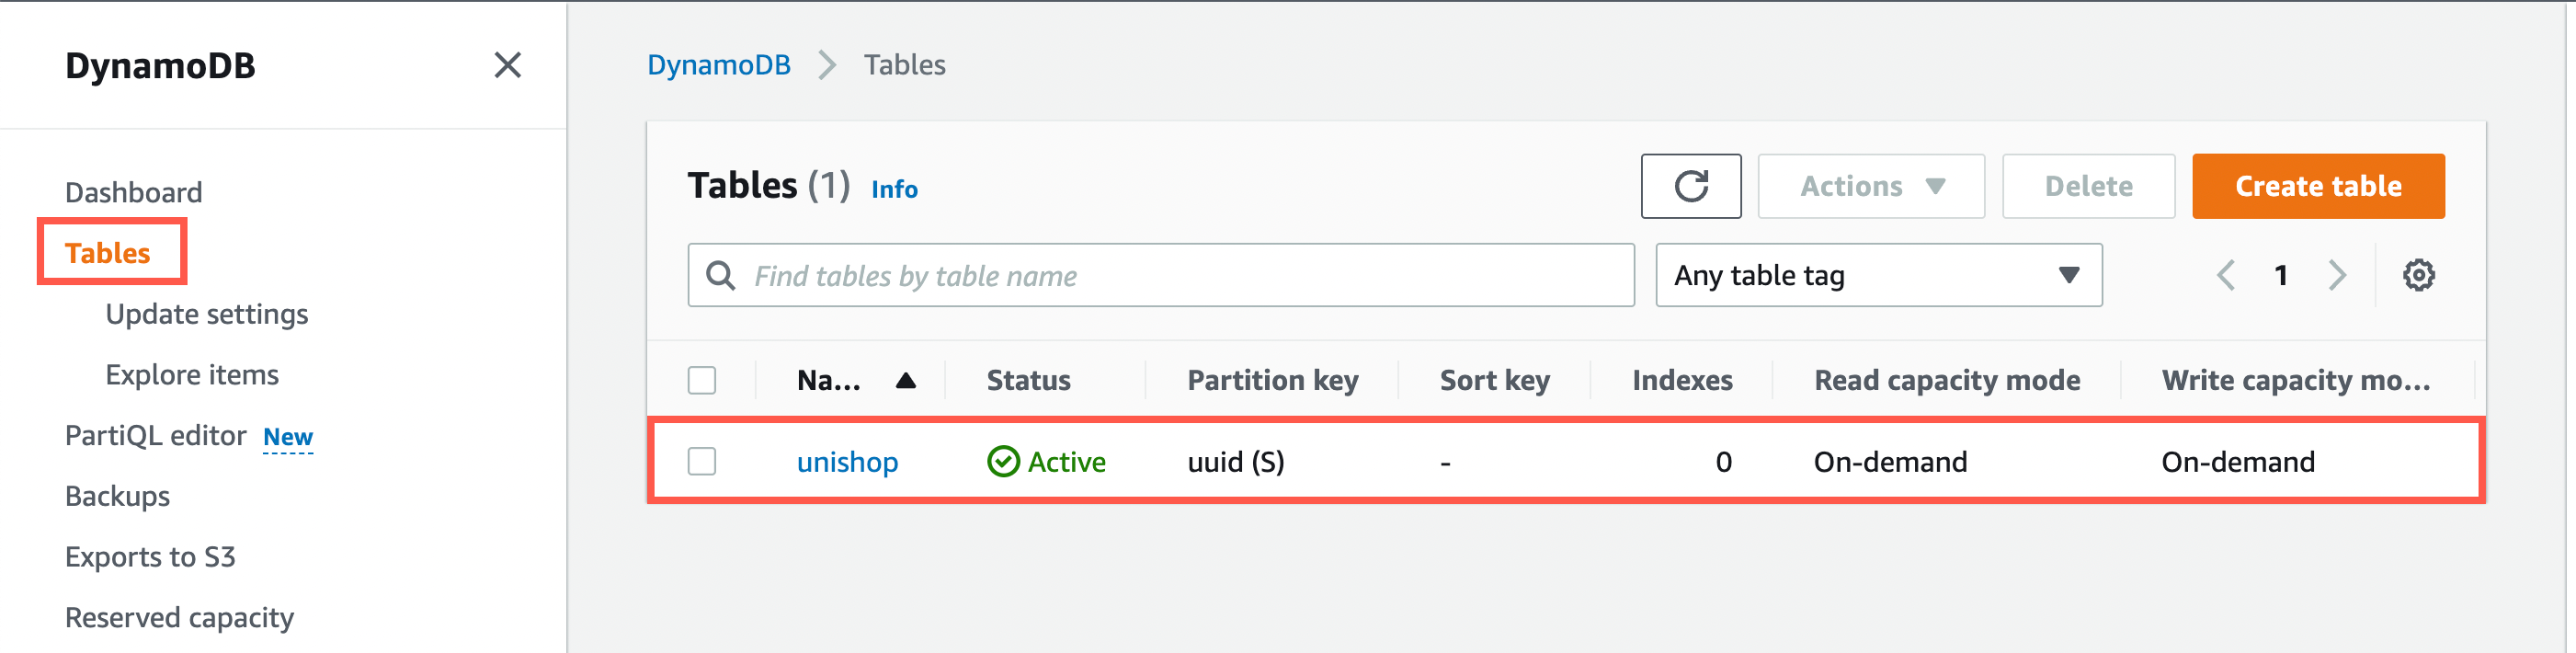 DynamoDB
Dashboard
Tables
Update settings
Explore items
PartiQL editor New
Backups
Exports to S3
Reserved capacity
DynamoDB Tables
Tables (1) Info
Actions Delete Create table
Find tables by table name Any table tag 1
Na... Status Partition key Sort key Indexes Read capacity mode Write capacity mo...
unishop Active uuid (S) - 0 On-demand On-demand